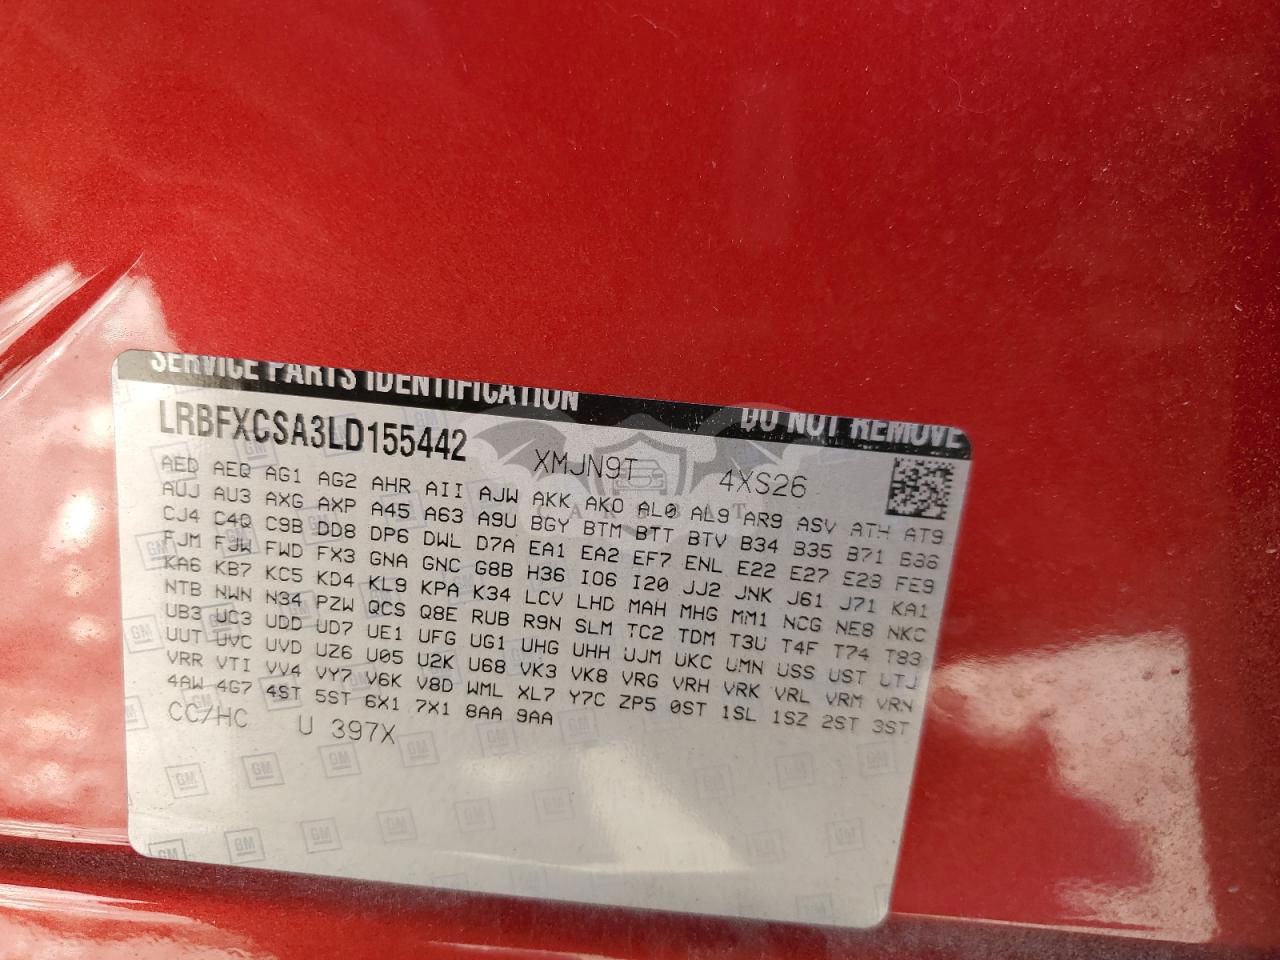 SERVICE PARTS IDENTIFICATION DO NOT REMOVE
LRBFXCSA3LD155442 XMJN9T 4XS26
CARSBAT
AED AEQ AG1 AG2 AHR AII AJW AKK AKO AL0 AL9 AR9 ASV ATH AT9
AUJ AU3 AXG AXP A45 A63 A9U BGY BTM BTT BTV B34 B35 B71 B36
CJ4 C4Q C9B DD8 DP6 DWL D7A EA1 EA2 EF7 ENL E22 E27 E28 FE9
FJM FJW FWD FX3 GNA GNC G8B H36 IO6 I20 JJ2 JNK J61 J71 KA1
KA6 KB7 KC5 KD4 KL9 KPA K34 LCV LHD MAH MHG MM1 NCG NE8 NKC
NTB NWN N34 PZW QCS Q8E RUB R9N SLM TC2 TDM T3U T4F T74 T83
UB3 UC3 UDD UD7 UE1 UFG UG1 UHG UHH UJM UKC UMN USS UST UTJ
UUT UVC UVD UZ6 U05 U2K U68 VK3 VK8 VRG VRH VRK VRL VRM VRN
VRR VTI VV4 VY7 V6K V8D WML XL7 Y7C ZP5 0ST 1SL 1SZ 2ST 3ST
4AW 4G7 4ST 5ST 6X1 7X1 8AA 9AA
CC/HC U 397X